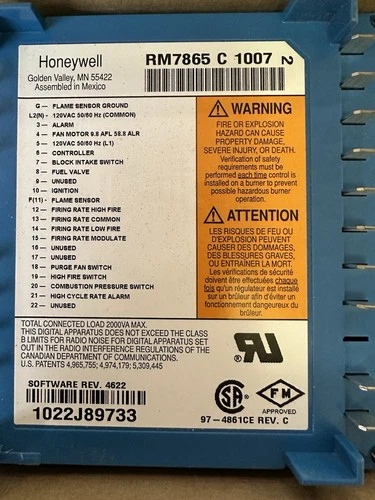 Honeywell
Golden Valley, MN 55422
Assembled in Mexico
RM7865 C 1007 2
G – FLAME SENSOR GROUND
L2(N) - 120VAC 50/60 HZ (COMMON)
3 – ALARM
4 – FAN MOTOR 9.8 AFL 58.8 ALR
5 – 120VAC 50/60 HZ (L1)
6 – CONTROLLER
7 – BLOCK INTAKE SWITCH
8 – FUEL VALVE
9 – UNUSED
10 – IGNITION
F(11) - FLAME SENSOR
12 – FIRING RATE HIGH FIRE
13 – FIRING RATE COMMON
14 – FIRING RATE LOW FIRE
15 – FIRING RATE MODULATE
16 – UNUSED
17 – UNUSED
18 – PURGE FAN SWITCH
19 – HIGH FIRE SWITCH
20 – COMBUSTION PRESSURE SWITCH
21 – HIGH CYCLE RATE ALARM
22 – UNUSED
WARNING
FIRE OR EXPLOSION
HAZARD CAN CAUSE
PROPERTY DAMAGE,
SEVERE INJURY, OR DEATH.
Verification of safety
requirements must be
performed each time control is
installed on a burner to prevent
possible hazardous burner
operation.
ATTENTION
LES RISQUES DE FEU OU
D'EXPLOSION PEUVENT
CAUSER DES DOMMAGES,
DES BLESSURES GRAVES,
OU ENTRAÎNER LA MORT.
Les vérifications de sécurité
doivent être effectuées chaque
fois qu'un régulateur est installé
sur un brûleur afin d'éviter un
fonctionnement dangereux du
brûleur.
TOTAL CONNECTED LOAD 2000VA MAX.
THIS DIGITAL APPARATUS DOES NOT EXCEED THE CLASS
B LIMITS FOR RADIO NOISE FOR DIGITAL APPARATUS SET
OUT IN THE RADIO INTERFERENCE REGULATIONS OF THE
CANADIAN DEPARTMENT OF COMMUNICATIONS.
U.S. PATENTS 4,965,755; 4,974,179; 5,309,445
SOFTWARE REV. 4622
1022J89733
RU
SA
FM
APPROVED
97-4861CE REV. C